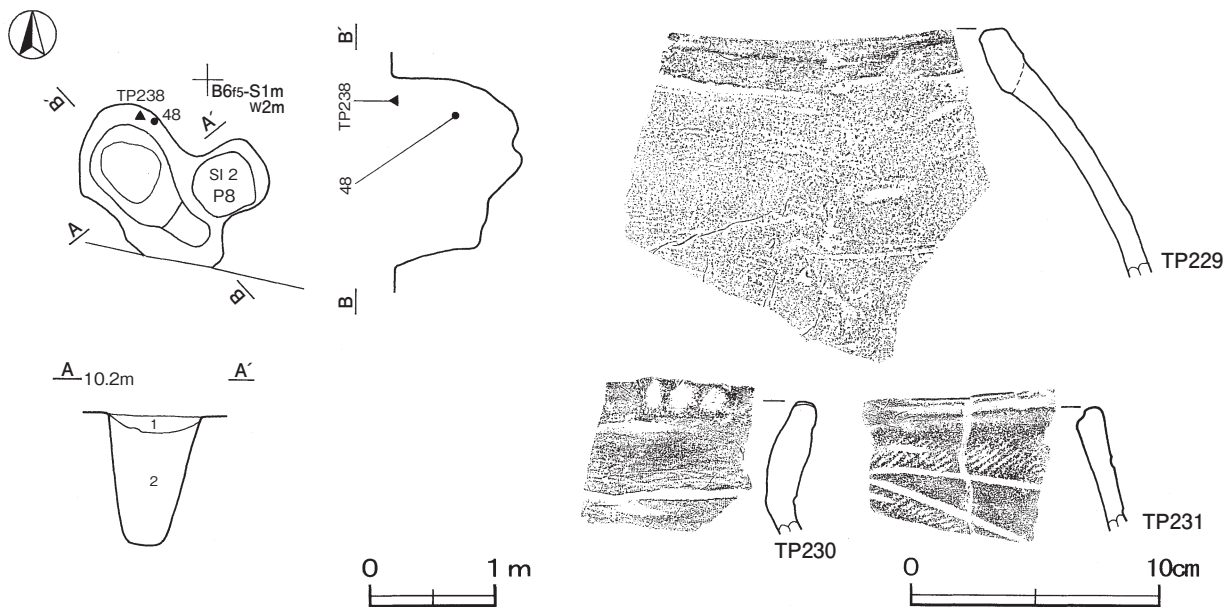 B6f5-S1m
W2m
B´
TP238
48
A´
SI 2
P8
A
B
B´
TP238
48
B
A 10.2m A´
1
2
0 1 m
TP229
TP230
TP231
0 10cm